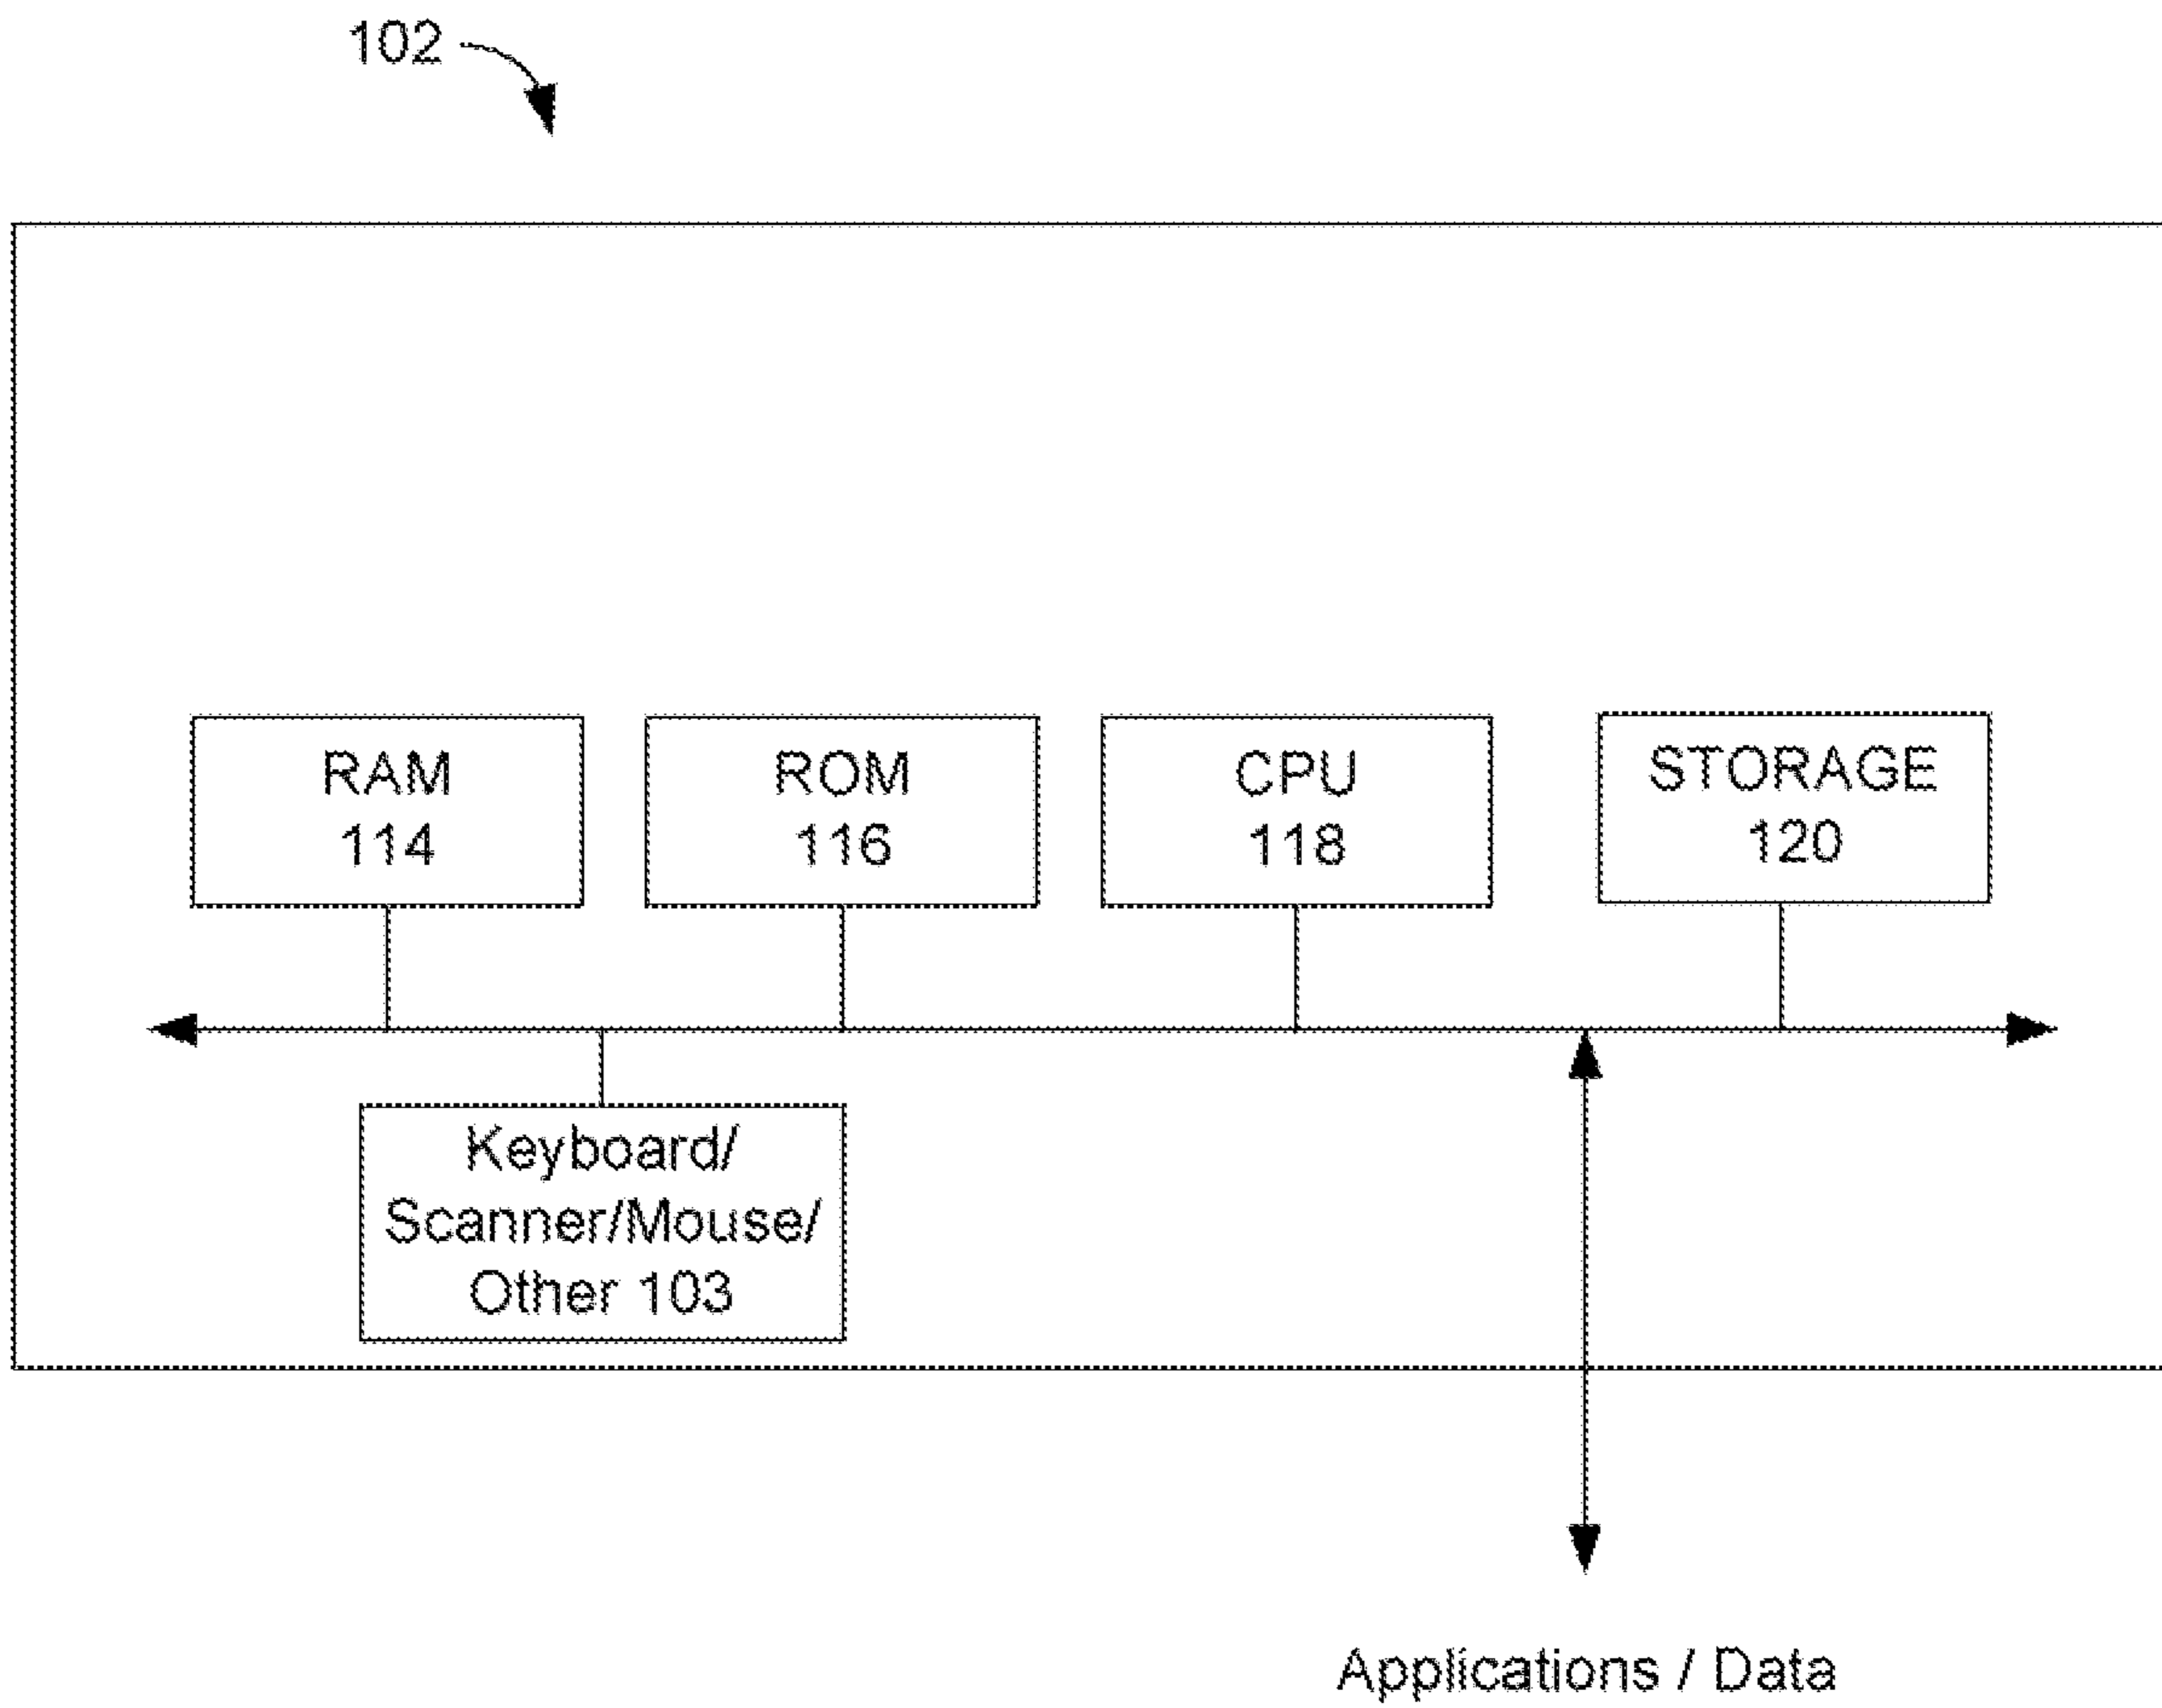 102
RAM
114
ROM
116
CPU
118
STORAGE
120
Keyboard/
Scanner/Mouse/
Other 103
Applications / Data